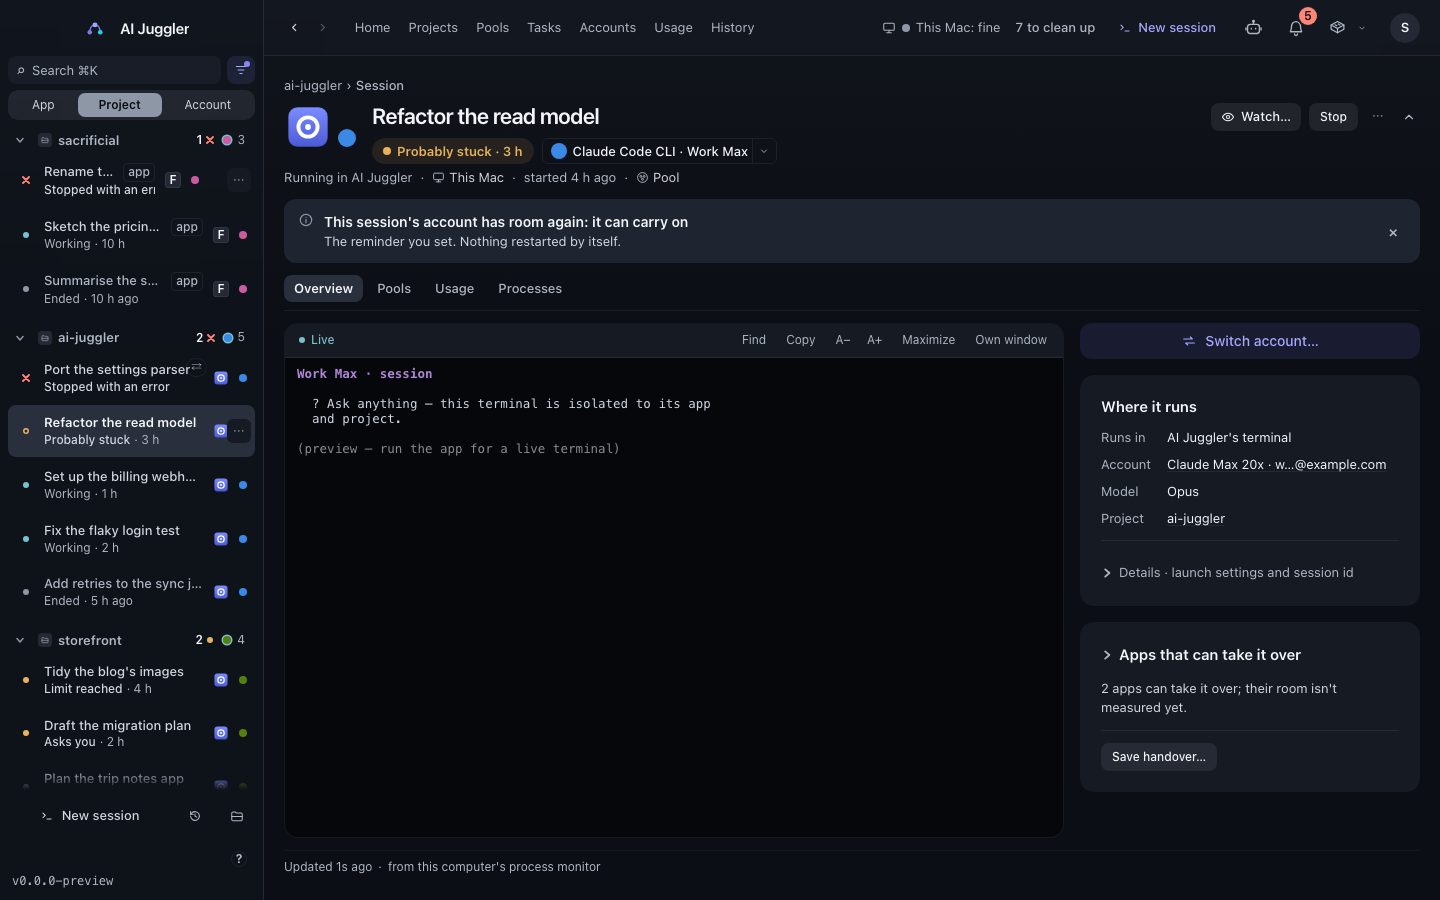 AI Juggler
Search ⌘K
App Project Account
sacrificial 1 3
Rename t... app F
Stopped with an err
Sketch the pricin... app F
Working · 10 h
Summarise the s... app F
Ended · 10 h ago
ai-juggler 2 5
Port the settings parser
Stopped with an error
Refactor the read model
Probably stuck · 3 h
Set up the billing webh...
Working · 1 h
Fix the flaky login test
Working · 2 h
Add retries to the sync j...
Ended · 5 h ago
storefront 2 4
Tidy the blog's images
Limit reached · 4 h
Draft the migration plan
Asks you · 2 h
Plan the trip notes app
New session
?
v0.0.0-preview
Home Projects Pools Tasks Accounts Usage History
This Mac: fine 7 to clean up New session 5 S
ai-juggler › Session
Refactor the read model
Watch... Stop
Probably stuck · 3 h Claude Code CLI · Work Max
Running in AI Juggler · This Mac · started 4 h ago · Pool
This session's account has room again: it can carry on
The reminder you set. Nothing restarted by itself.
Overview Pools Usage Processes
Live Find Copy A− A+ Maximize Own window
Work Max · session
? Ask anything — this terminal is isolated to its app
and project.
(preview — run the app for a live terminal)
Switch account...
Where it runs
Runs in AI Juggler's terminal
Account Claude Max 20x · w...@example.com
Model Opus
Project ai-juggler
Details · launch settings and session id
Apps that can take it over
2 apps can take it over; their room isn't
measured yet.
Save handover...
Updated 1s ago · from this computer's process monitor